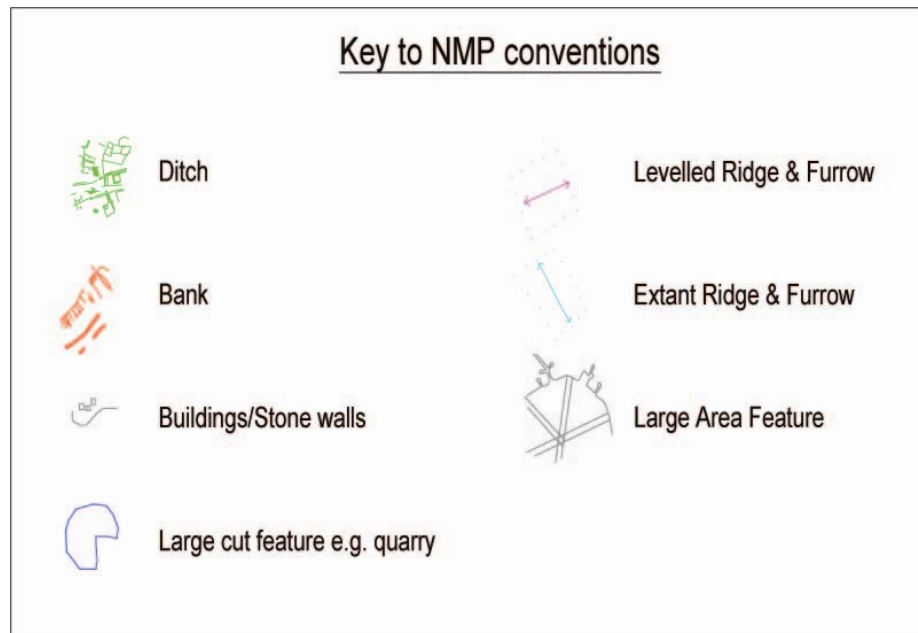 Key to NMP conventions
Ditch
Bank
Buildings/Stone walls
Large cut feature e.g. quarry
Levelled Ridge & Furrow
Extant Ridge & Furrow
Large Area Feature